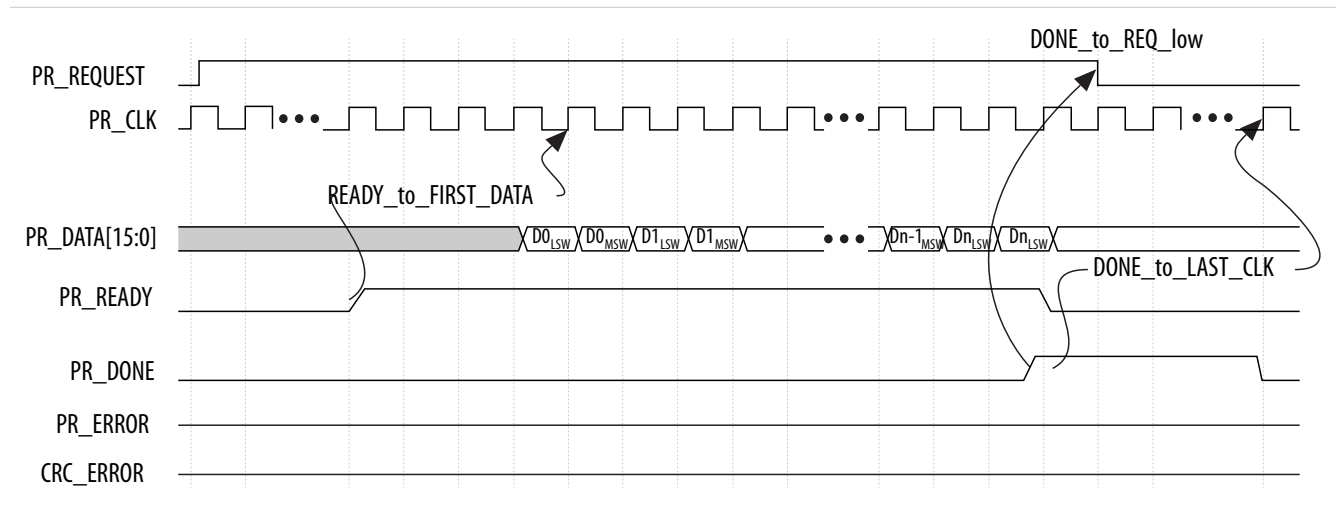 DONE_to_REQ_low
PR_REQUEST
PR_CLK
READY_to_FIRST_DATA
PR_DATA[15:0] D0LSW D0MSW D1LSW D1MSW Dn-1MSW DnLSW DnLSW
DONE_to_LAST_CLK
PR_READY
PR_DONE
PR_ERROR
CRC_ERROR